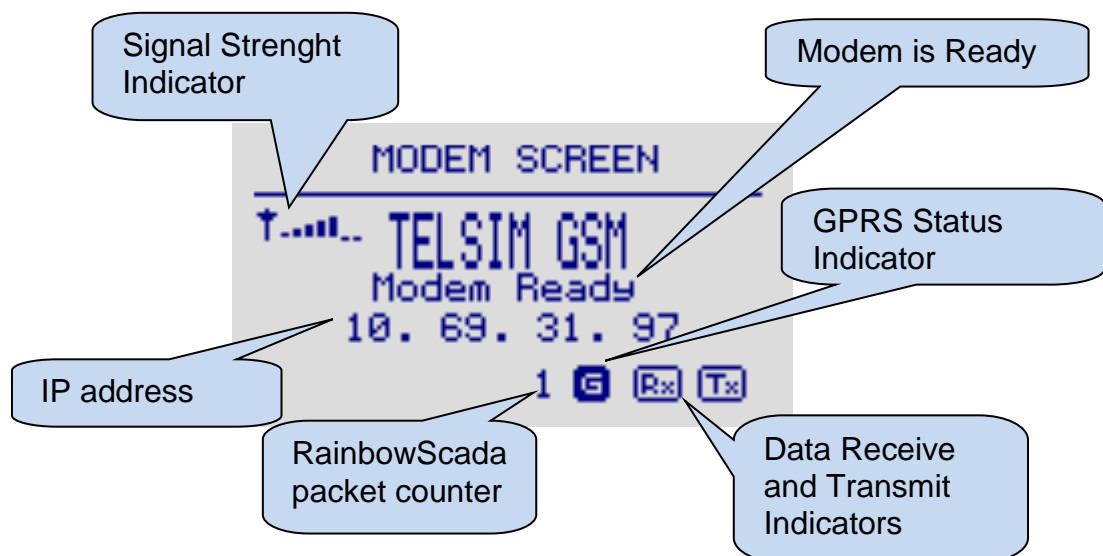 Signal Strenght
Indicator
Modem is Ready
MODEM SCREEN
TELSIM GSM
GPRS Status
Indicator
Modem Ready
10. 69. 31. 97
IP address
1 G Rx Tx
RainbowScada
packet counter
Data Receive
and Transmit
Indicators